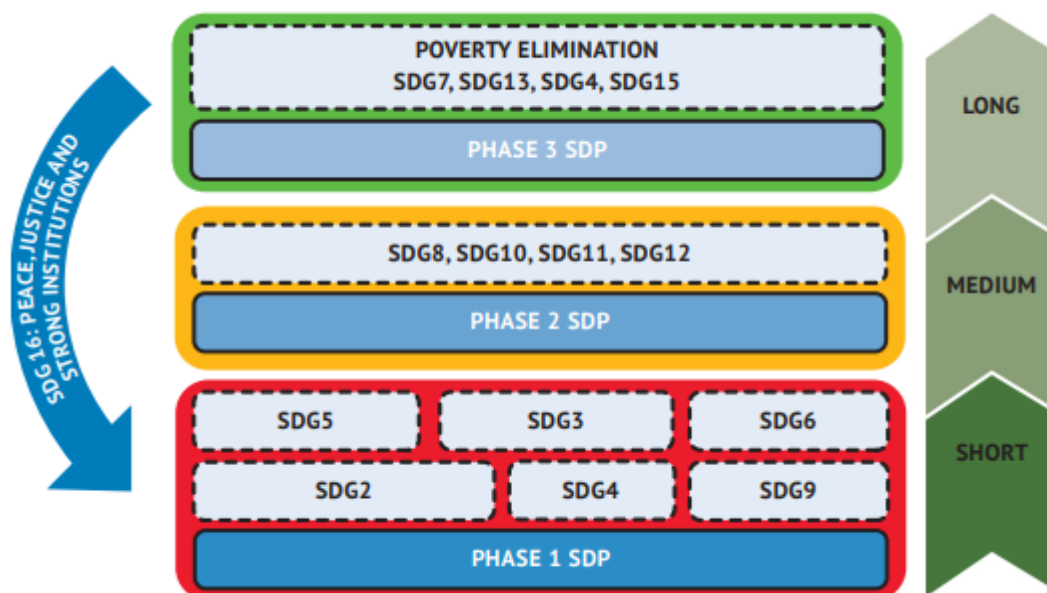 SDG 16: PEACE, JUSTICE AND
STRONG INSTITUTIONS
POVERTY ELIMINATION
SDG7, SDG13, SDG4, SDG15
PHASE 3 SDP
LONG
SDG8, SDG10, SDG11, SDG12
PHASE 2 SDP
MEDIUM
SDG5
SDG3
SDG6
SDG2
SDG4
SDG9
PHASE 1 SDP
SHORT